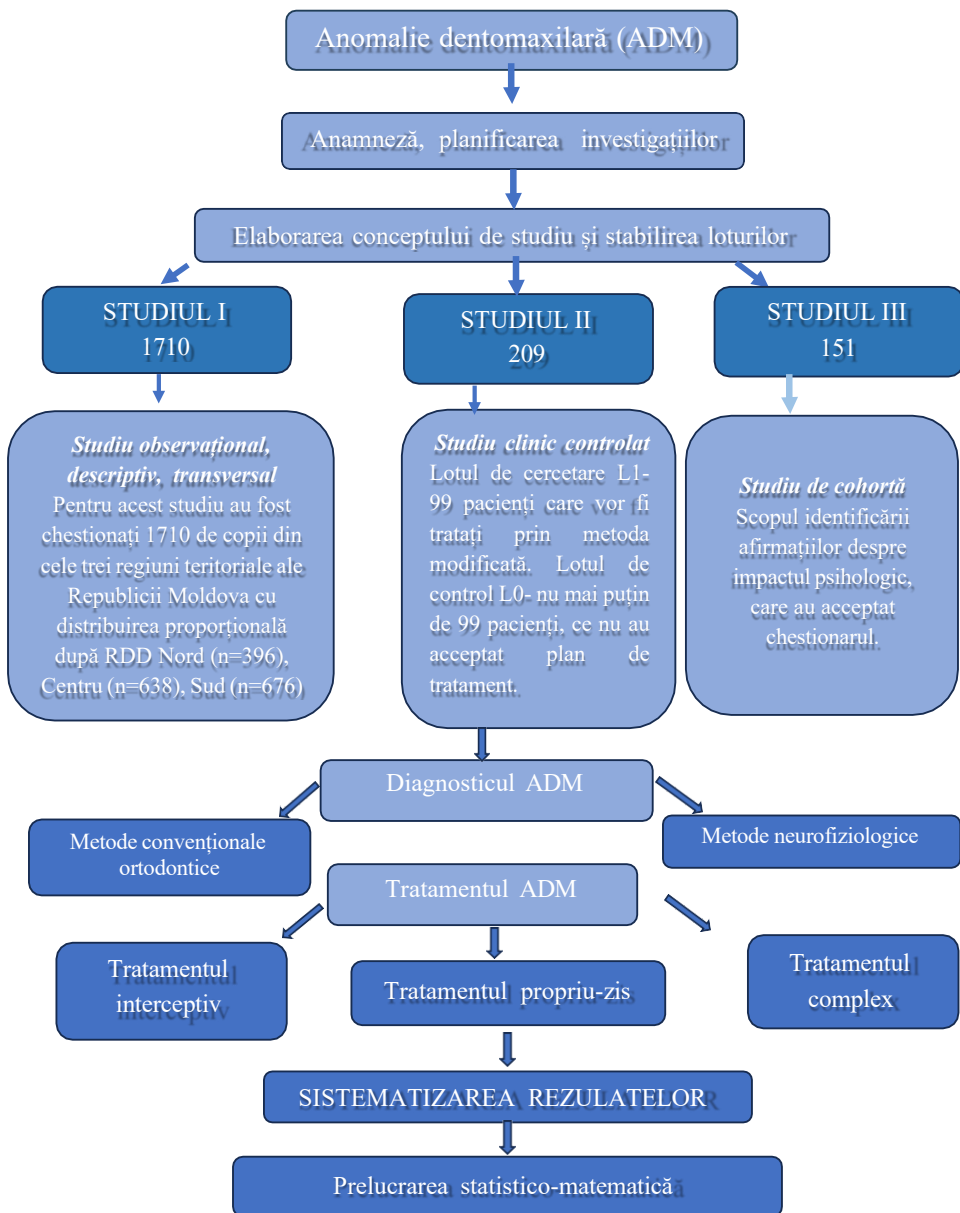 Anomalie dentomaxilară (ADM)
Anamneză, planificarea investigațiilor
Elaborarea conceptului de studiu și stabilirea loturilor
STUDIUL I
1710
STUDIUL II
209
STUDIUL III
151
Studiu observațional,
descriptiv, transversal
Pentru acest studiu au fost
chestionați 1710 de copii din
cele trei regiuni teritoriale ale
Republicii Moldova cu
distribuirea proporțională
după RDD Nord (n=396),
Centru (n=638), Sud (n=676)
Studiu clinic controlat
Lotul de cercetare L1-
99 pacienți care vor fi
tratați prin metoda
modificată. Lotul de
control L0- nu mai puțin
de 99 pacienți, ce nu au
acceptat plan de
tratament.
Studiu de cohortă
Scopul identificării
afirmațiilor despre
impactul psihologic,
care au acceptat
chestionarul.
Diagnosticul ADM
Metode convenționale
ortodontice
Metode neurofiziologice
Tratamentul ADM
Tratamentul
interceptiv
Tratamentul propriu-zis
Tratamentul
complex
SISTEMATIZAREA REZULATELOR
Prelucrarea statistico-matematică